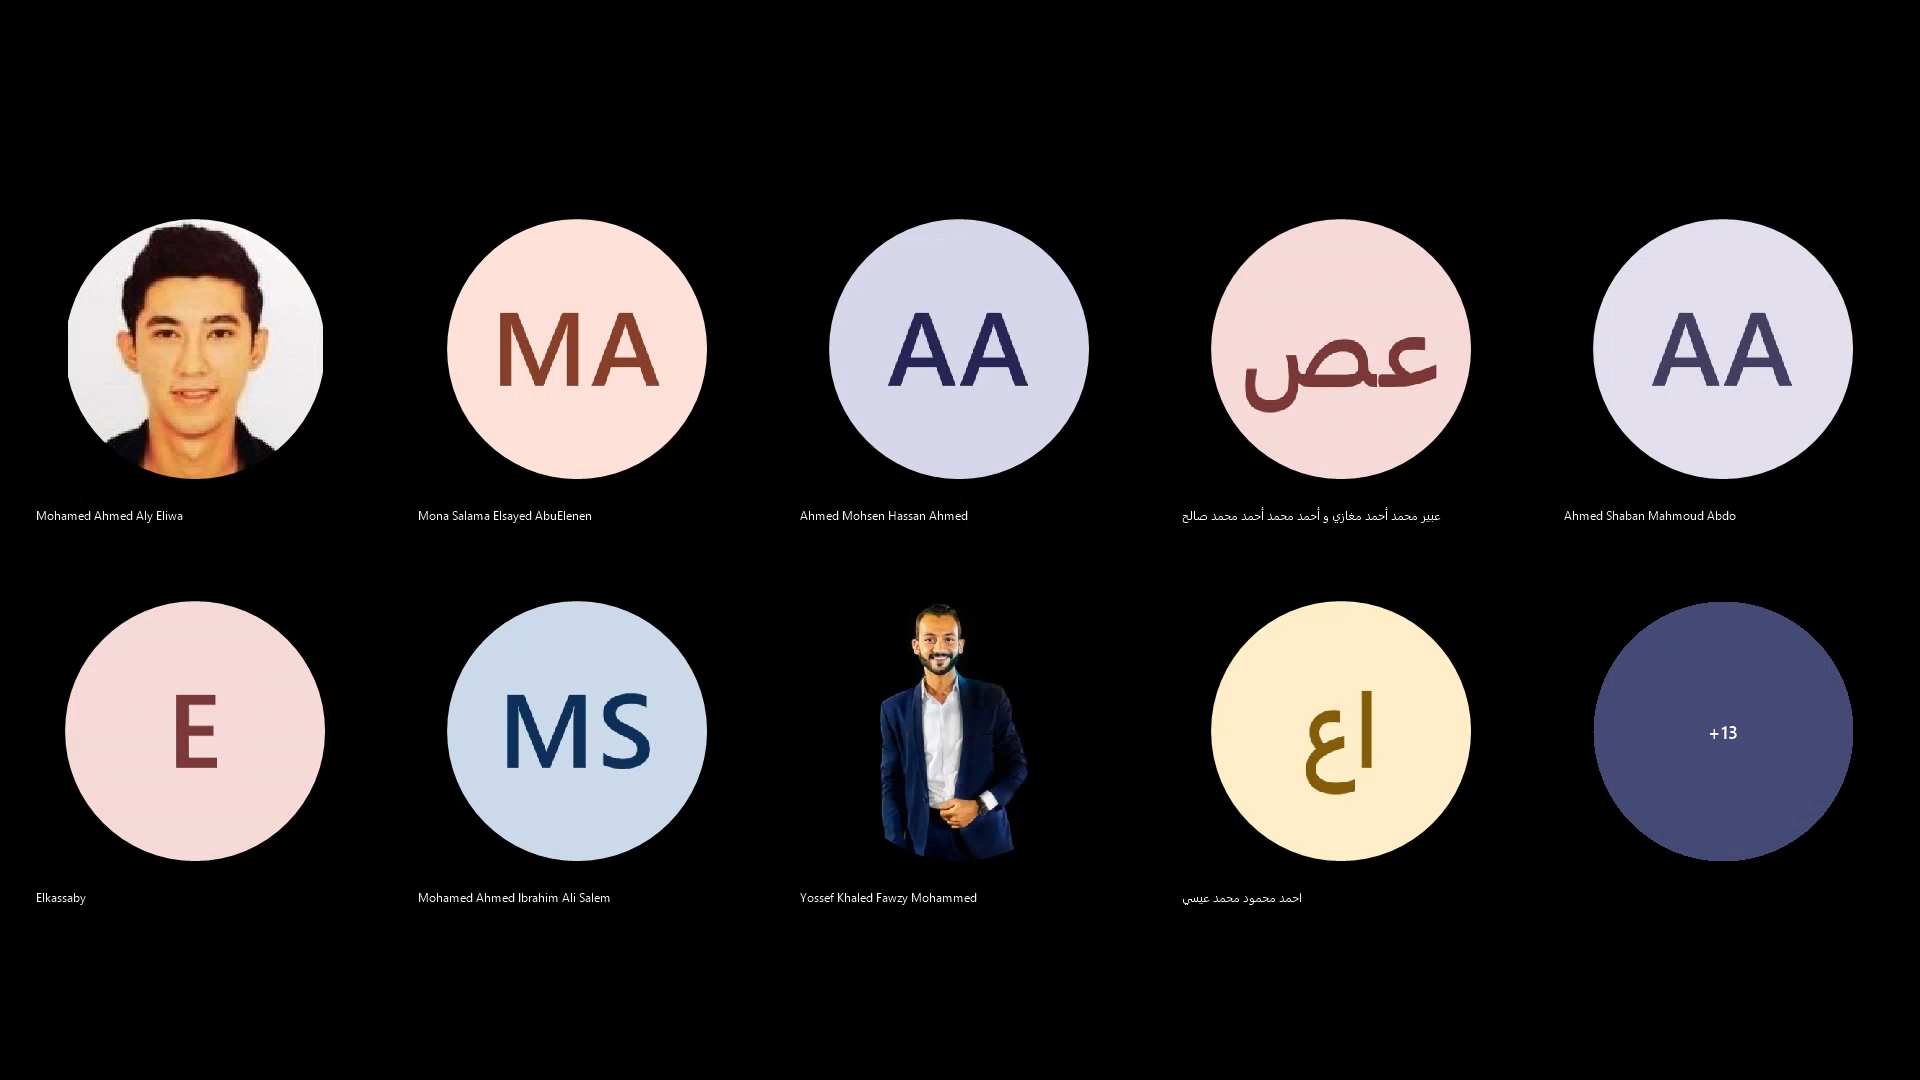 MA
AA
عص
AA
Mohamed Ahmed Aly Eliwa
Mona Salama Elsayed AbuElenen
Ahmed Mohsen Hassan Ahmed
عبير محمد أحمد مغازي و أحمد محمد أحمد محمد صالح
Ahmed Shaban Mahmoud Abdo
E
MS
اع
+13
Elkassaby
Mohamed Ahmed Ibrahim Ali Salem
Yossef Khaled Fawzy Mohammed
احمد محمود محمد عيسي